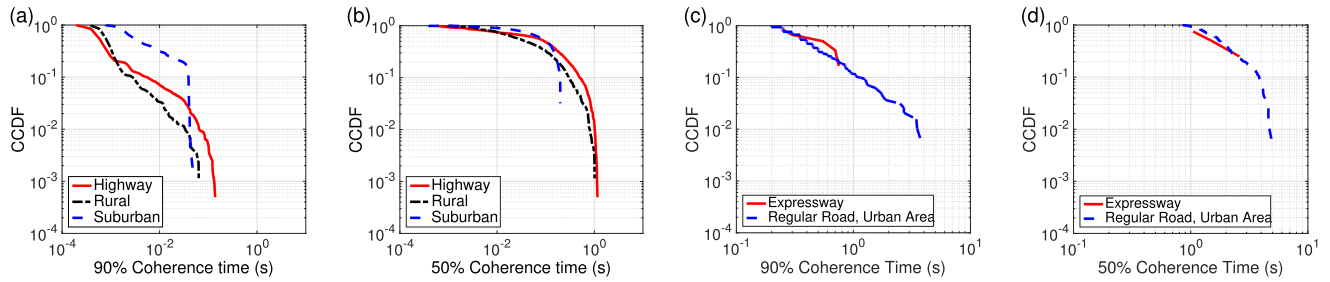 (a)
CCDF
10^0
10^-1
10^-2
10^-3
10^-4
Highway
Rural
Suburban
10^-4
10^-2
10^0
90% Coherence time (s)
(b)
CCDF
10^0
10^-1
10^-2
10^-3
10^-4
Highway
Rural
Suburban
10^-4
10^-2
10^0
50% Coherence time (s)
(c)
CCDF
10^0
10^-1
10^-2
10^-3
10^-4
Expressway
Regular Road, Urban Area
10^-1
10^0
10^1
90% Coherence Time (s)
(d)
CCDF
10^0
10^-1
10^-2
10^-3
10^-4
Expressway
Regular Road, Urban Area
10^-1
10^0
10^1
50% Coherence Time (s)